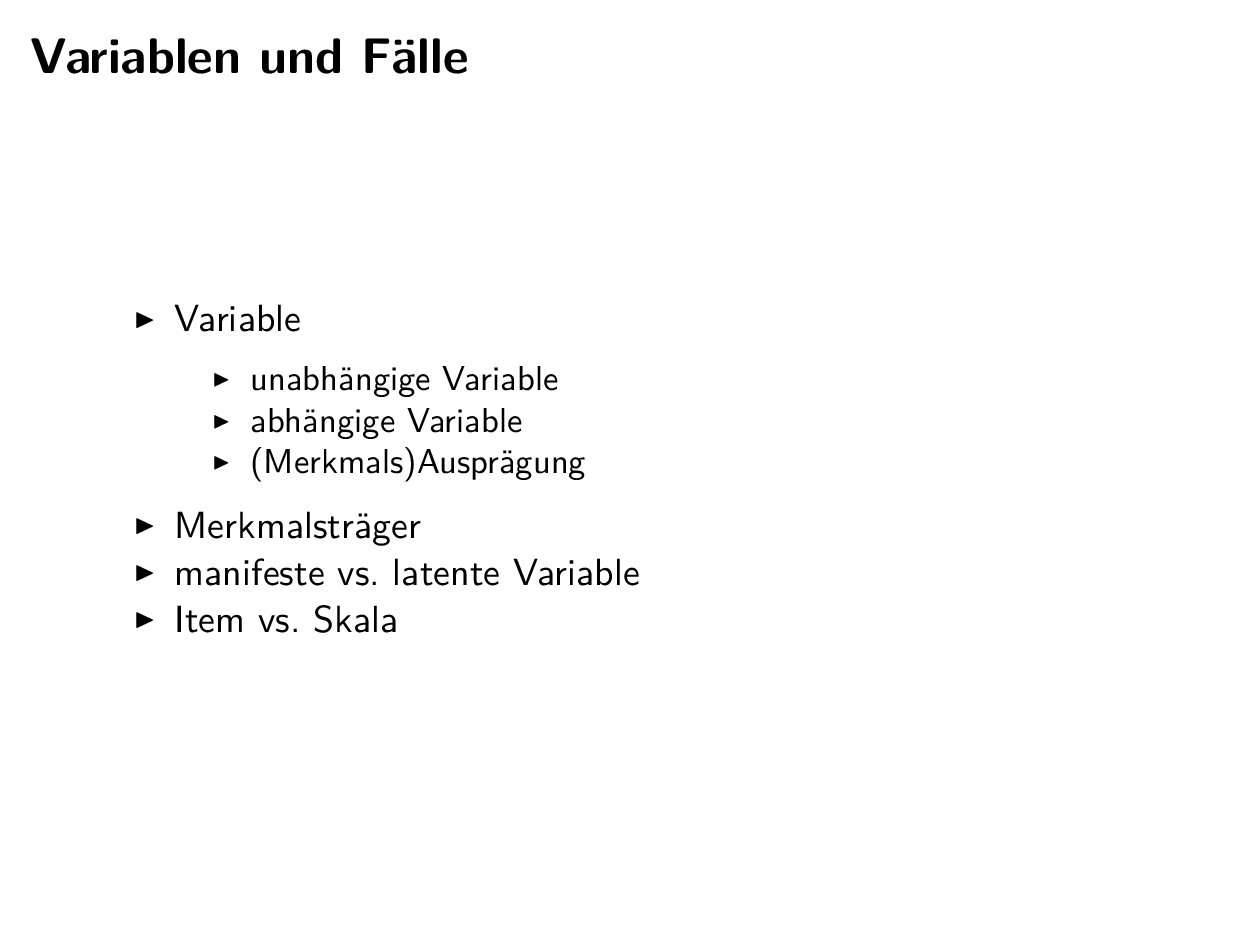 Variablen und Fälle
▶ Variable
▶ unabhängige Variable
▶ abhängige Variable
▶ (Merkmals)Ausprägung
▶ Merkmalsträger
▶ manifeste vs. latente Variable
▶ Item vs. Skala